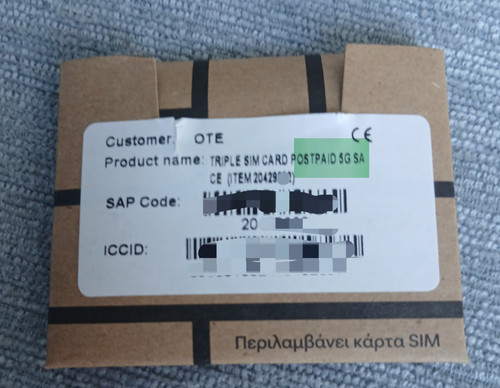 Customer: OTE CE
Product name: TRIPLE SIM CARD POSTPAID 5G SA
CE (ITEM
SAP Code:
20
ICCID:
Περιλαμβάνει κάρτα SIM